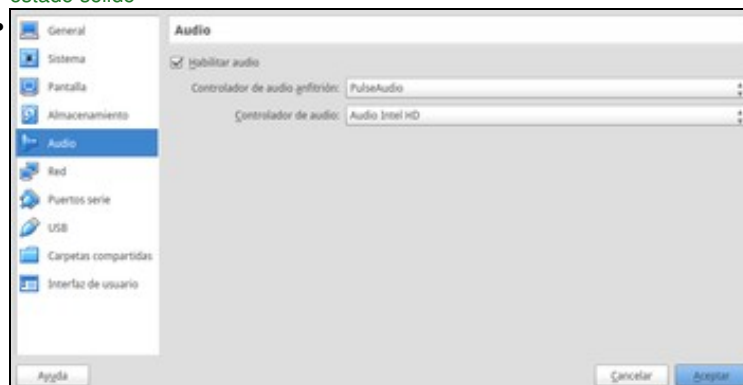 estado sólido
General
Audio
Sistema
Habilitar audio
Pantalla
Controlador de audio anfitrión: PulseAudio
Almacenamiento
Controlador de audio: Audio Intel HD
Audio
Red
Puertos serie
USB
Carpetas compartidas
Interfaz de usuario
Ayuda
Cancelar
Aceptar